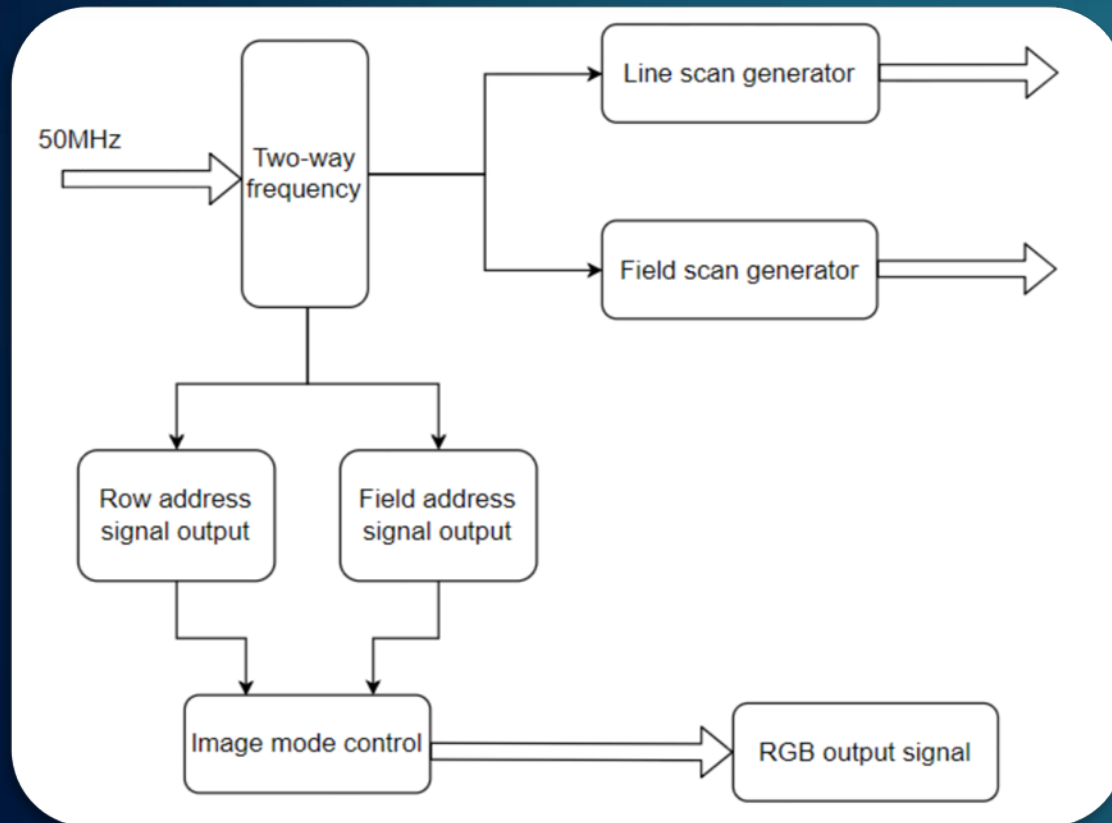 Line scan generator
50MHz
Two-way
frequency
Field scan generator
Row address
signal output
Field address
signal output
Image mode control
RGB output signal